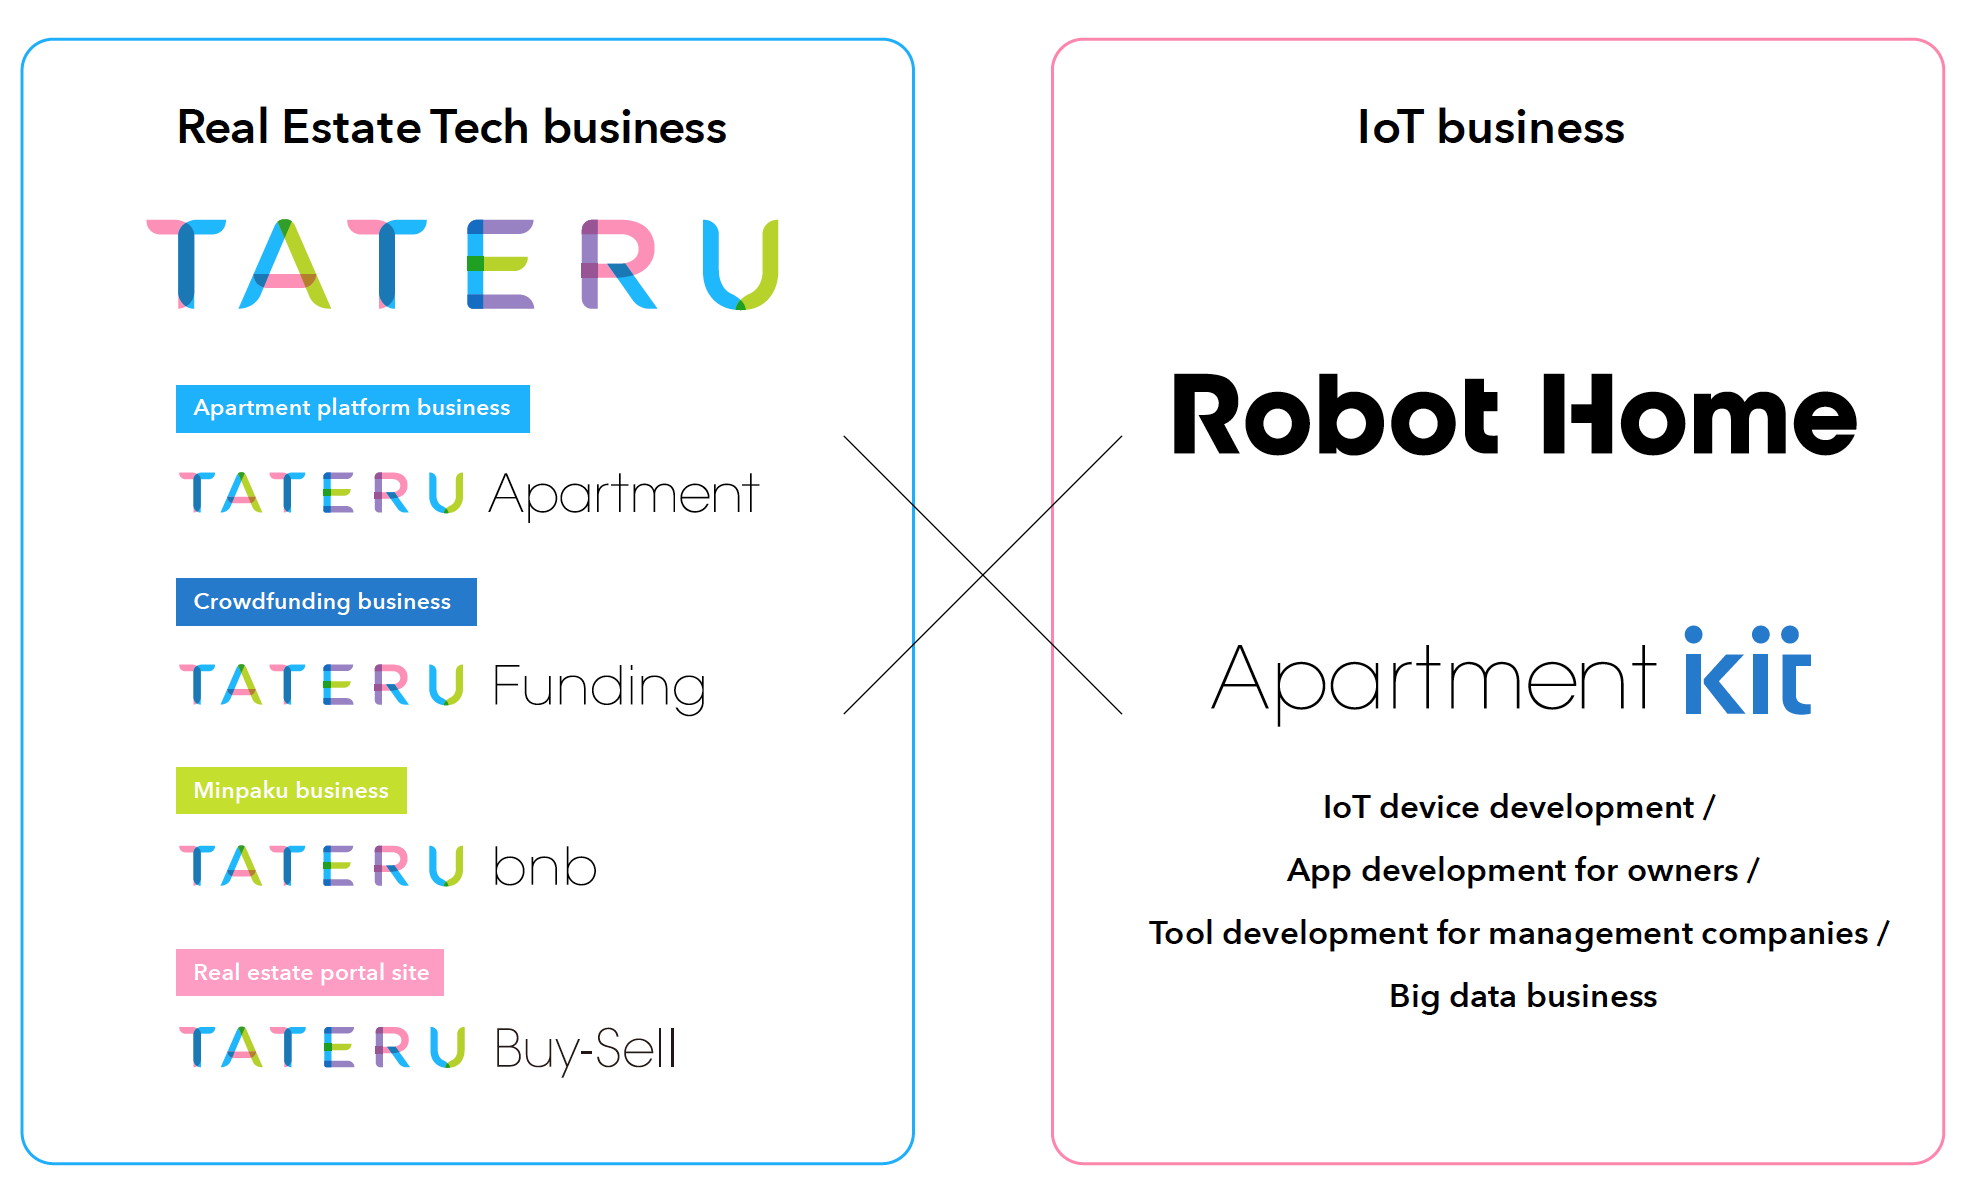 Real Estate Tech business
TATERU
Apartment platform business
TATERU Apartment
Crowdfunding business
TATERU Funding
Minpaku business
TATERU bnb
Real estate portal site
TATERU Buy-Sell
IoT business
Robot Home
Apartment kit
IoT device development /
App development for owners /
Tool development for management companies /
Big data business